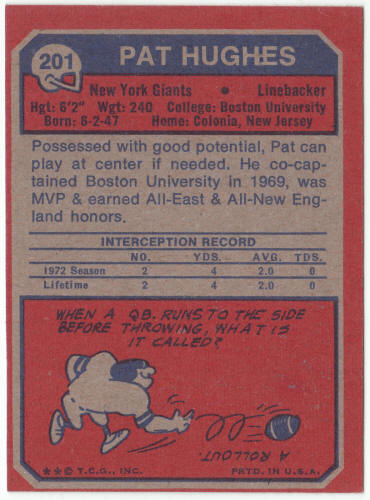 201
PAT HUGHES
New York Giants • Linebacker
Hgt: 6'2" Wgt: 240 College: Boston University
Born: 6-2-47 Home: Colonia, New Jersey
Possessed with good potential, Pat can
play at center if needed. He co-cap-
tained Boston University in 1969, was
MVP & earned All-East & All-New Eng-
land honors.
INTERCEPTION RECORD
NO. YDS. AVG. TDS.
1972 Season 2 4 2.0 0
Lifetime 2 4 2.0 0
WHEN A QB. RUNS TO THE SIDE
BEFORE THROWING, WHAT IS
IT CALLED?
A ROLLOUT.
**© T.C.G., INC. PRTD. IN U.S.A.